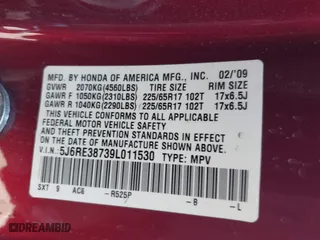 MFD. BY HONDA OF AMERICA MFG., INC. 02/'09
GVWR 2070KG(4560LBS) TIRE SIZE RIM SIZE
GAWR F 1050KG(2310LBS) 225/65R17 102T 17x6.5J
GAWR R 1040KG(2290LBS) 225/65R17 102T 17x6.5J
THIS VEHICLE CONFORMS TO ALL APPLICABLE
FEDERAL MOTOR VEHICLE SAFETY AND THEFT
PREVENTION STANDARDS IN EFFECT ON THE
DATE OF MANUFACTURE SHOWN ABOVE.
V.I.N. 5J6RE38739L011530 TYPE: MPV
SXT 9 AC6 -R525P -B -L